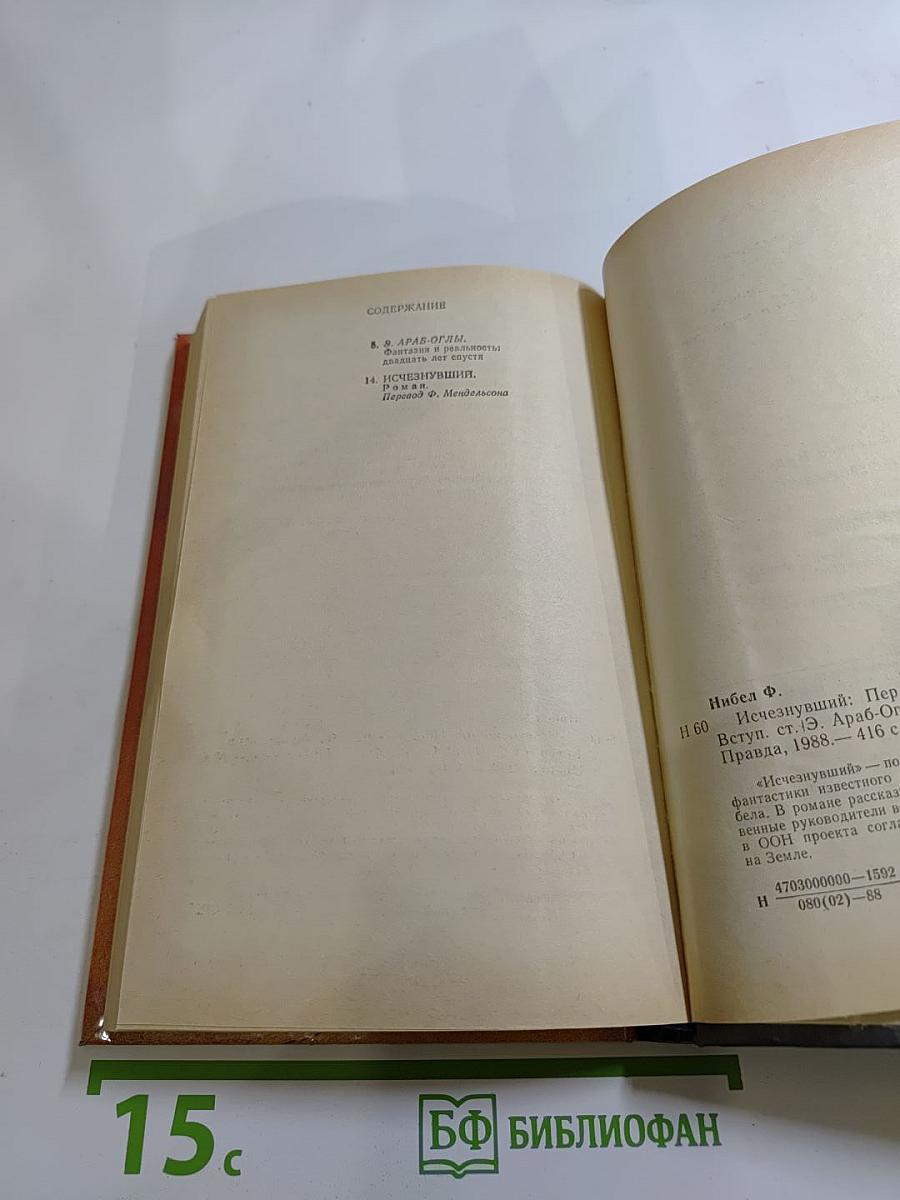 СОДЕРЖАНИЕ
5. Э. АРАБ-ОГЛЫ.
Фантазия и реальность:
двадцать лет спустя
14. ИСЧЕЗНУВШИЙ.
Роман.
Перевод Ф. Мендельсона
Нибел Ф.
Н 60 Исчезнувший: Пер
Вступ. ст. Э. Араб-Ог
Правда, 1988.— 416 с
«Исчезнувший» — по
фантастики известного
бела. В романе рассказ
венные руководители в
в ООН проекта согла
на Земле.
Н 4703000000—1592
080(02)—88
15 с
БФ БИБЛИОФАН